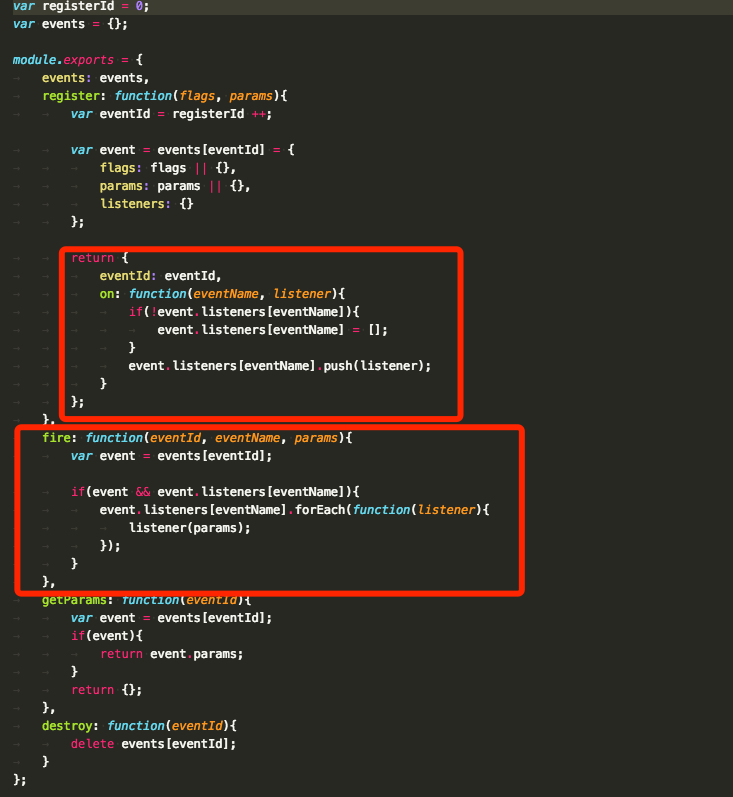 var registerId = 0;
var events = {};
module.exports = {
events: events,
register: function(flags, params){
var eventId = registerId ++;
var event = events[eventId] = {
flags: flags || {},
params: params || {},
listeners: {}
};
return {
eventId: eventId,
on: function(eventName, listener){
if(!event.listeners[eventName]){
event.listeners[eventName] = [];
}
event.listeners[eventName].push(listener);
}
};
},
fire: function(eventId, eventName, params){
var event = events[eventId];
if(event && event.listeners[eventName]){
event.listeners[eventName].forEach(function(listener){
listener(params);
});
}
},
getParams: function(eventId){
var event = events[eventId];
if(event){
return event.params;
}
return {};
},
destroy: function(eventId){
delete events[eventId];
}
};